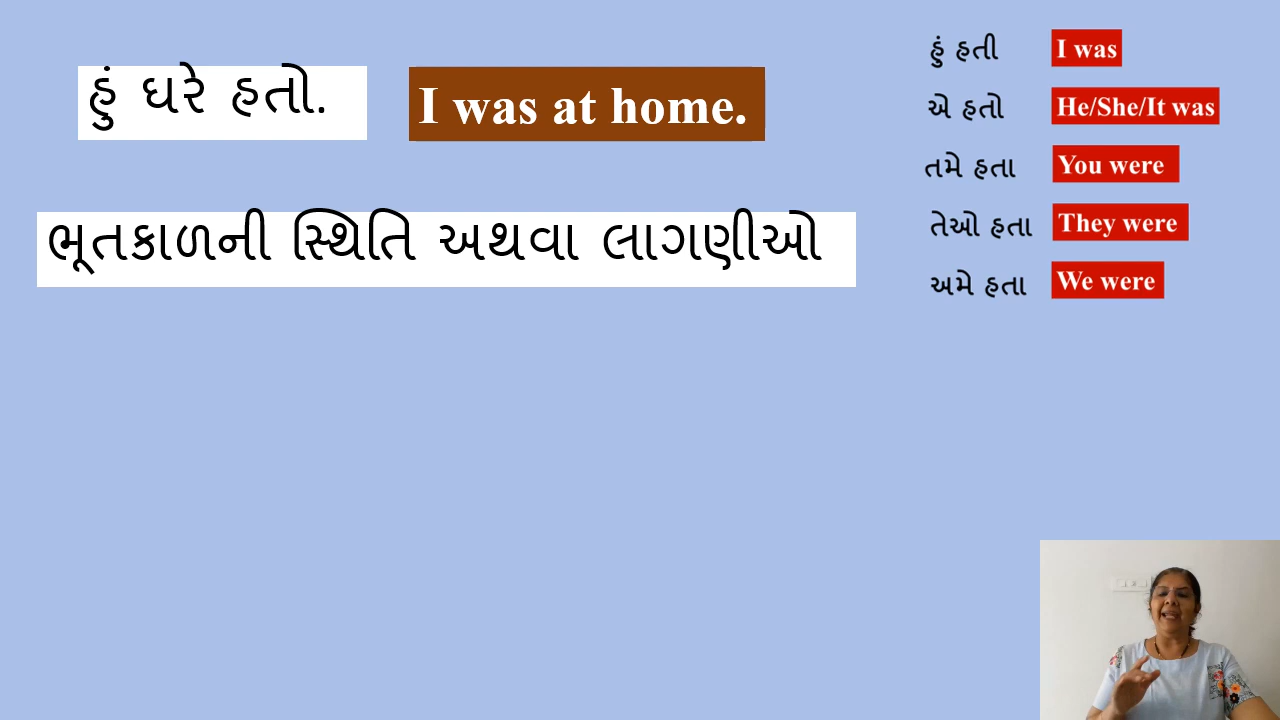 હું ઘરે હતો. I was at home.
ભૂતકાળની સ્થિતિ અથવા લાગણીઓ
હું હતી I was
એ હતો He/She/It was
તમે હતા You were
તેઓ હતા They were
અમે હતા We were